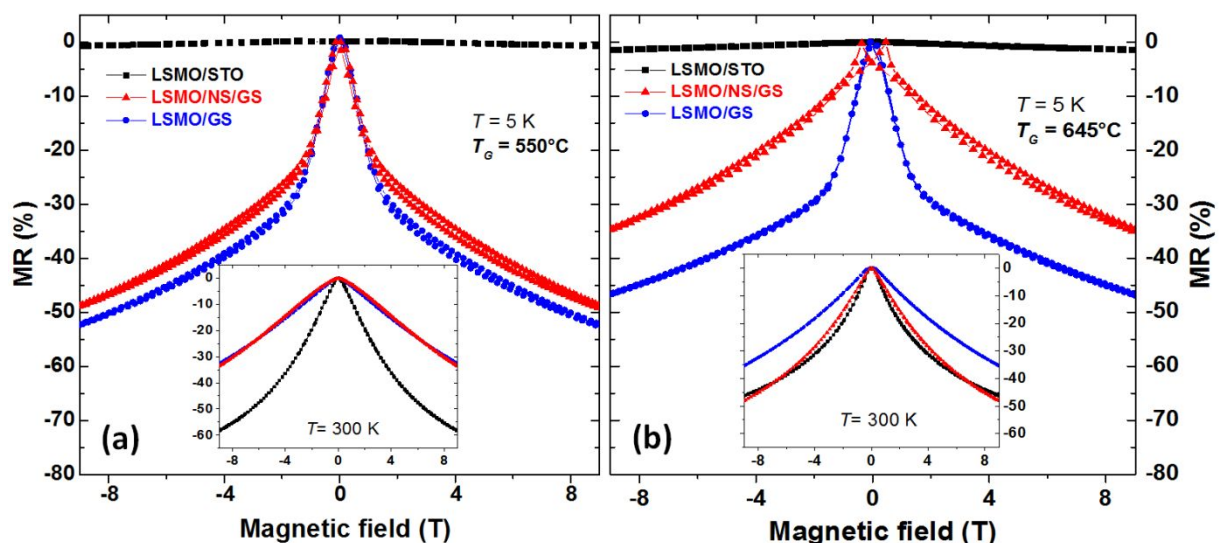 0
-10
-20
-30
-40
-50
-60
-70
-80
MR (%)
LSMO/STO
LSMO/NS/GS
LSMO/GS
T = 5 K
T_G = 550°C
0
-10
-20
-30
-40
-50
-60
T= 300 K
-8 -4 0 4 8
(a)
-8 -4 0 4 8
Magnetic field (T)
LSMO/STO
LSMO/NS/GS
LSMO/GS
T = 5 K
T_G = 645°C
0
-10
-20
-30
-40
-50
-60
T= 300 K
-8 -4 0 4 8
(b)
-8 -4 0 4 8
Magnetic field (T)
0
-10
-20
-30
-40
-50
-60
-70
-80
MR (%)